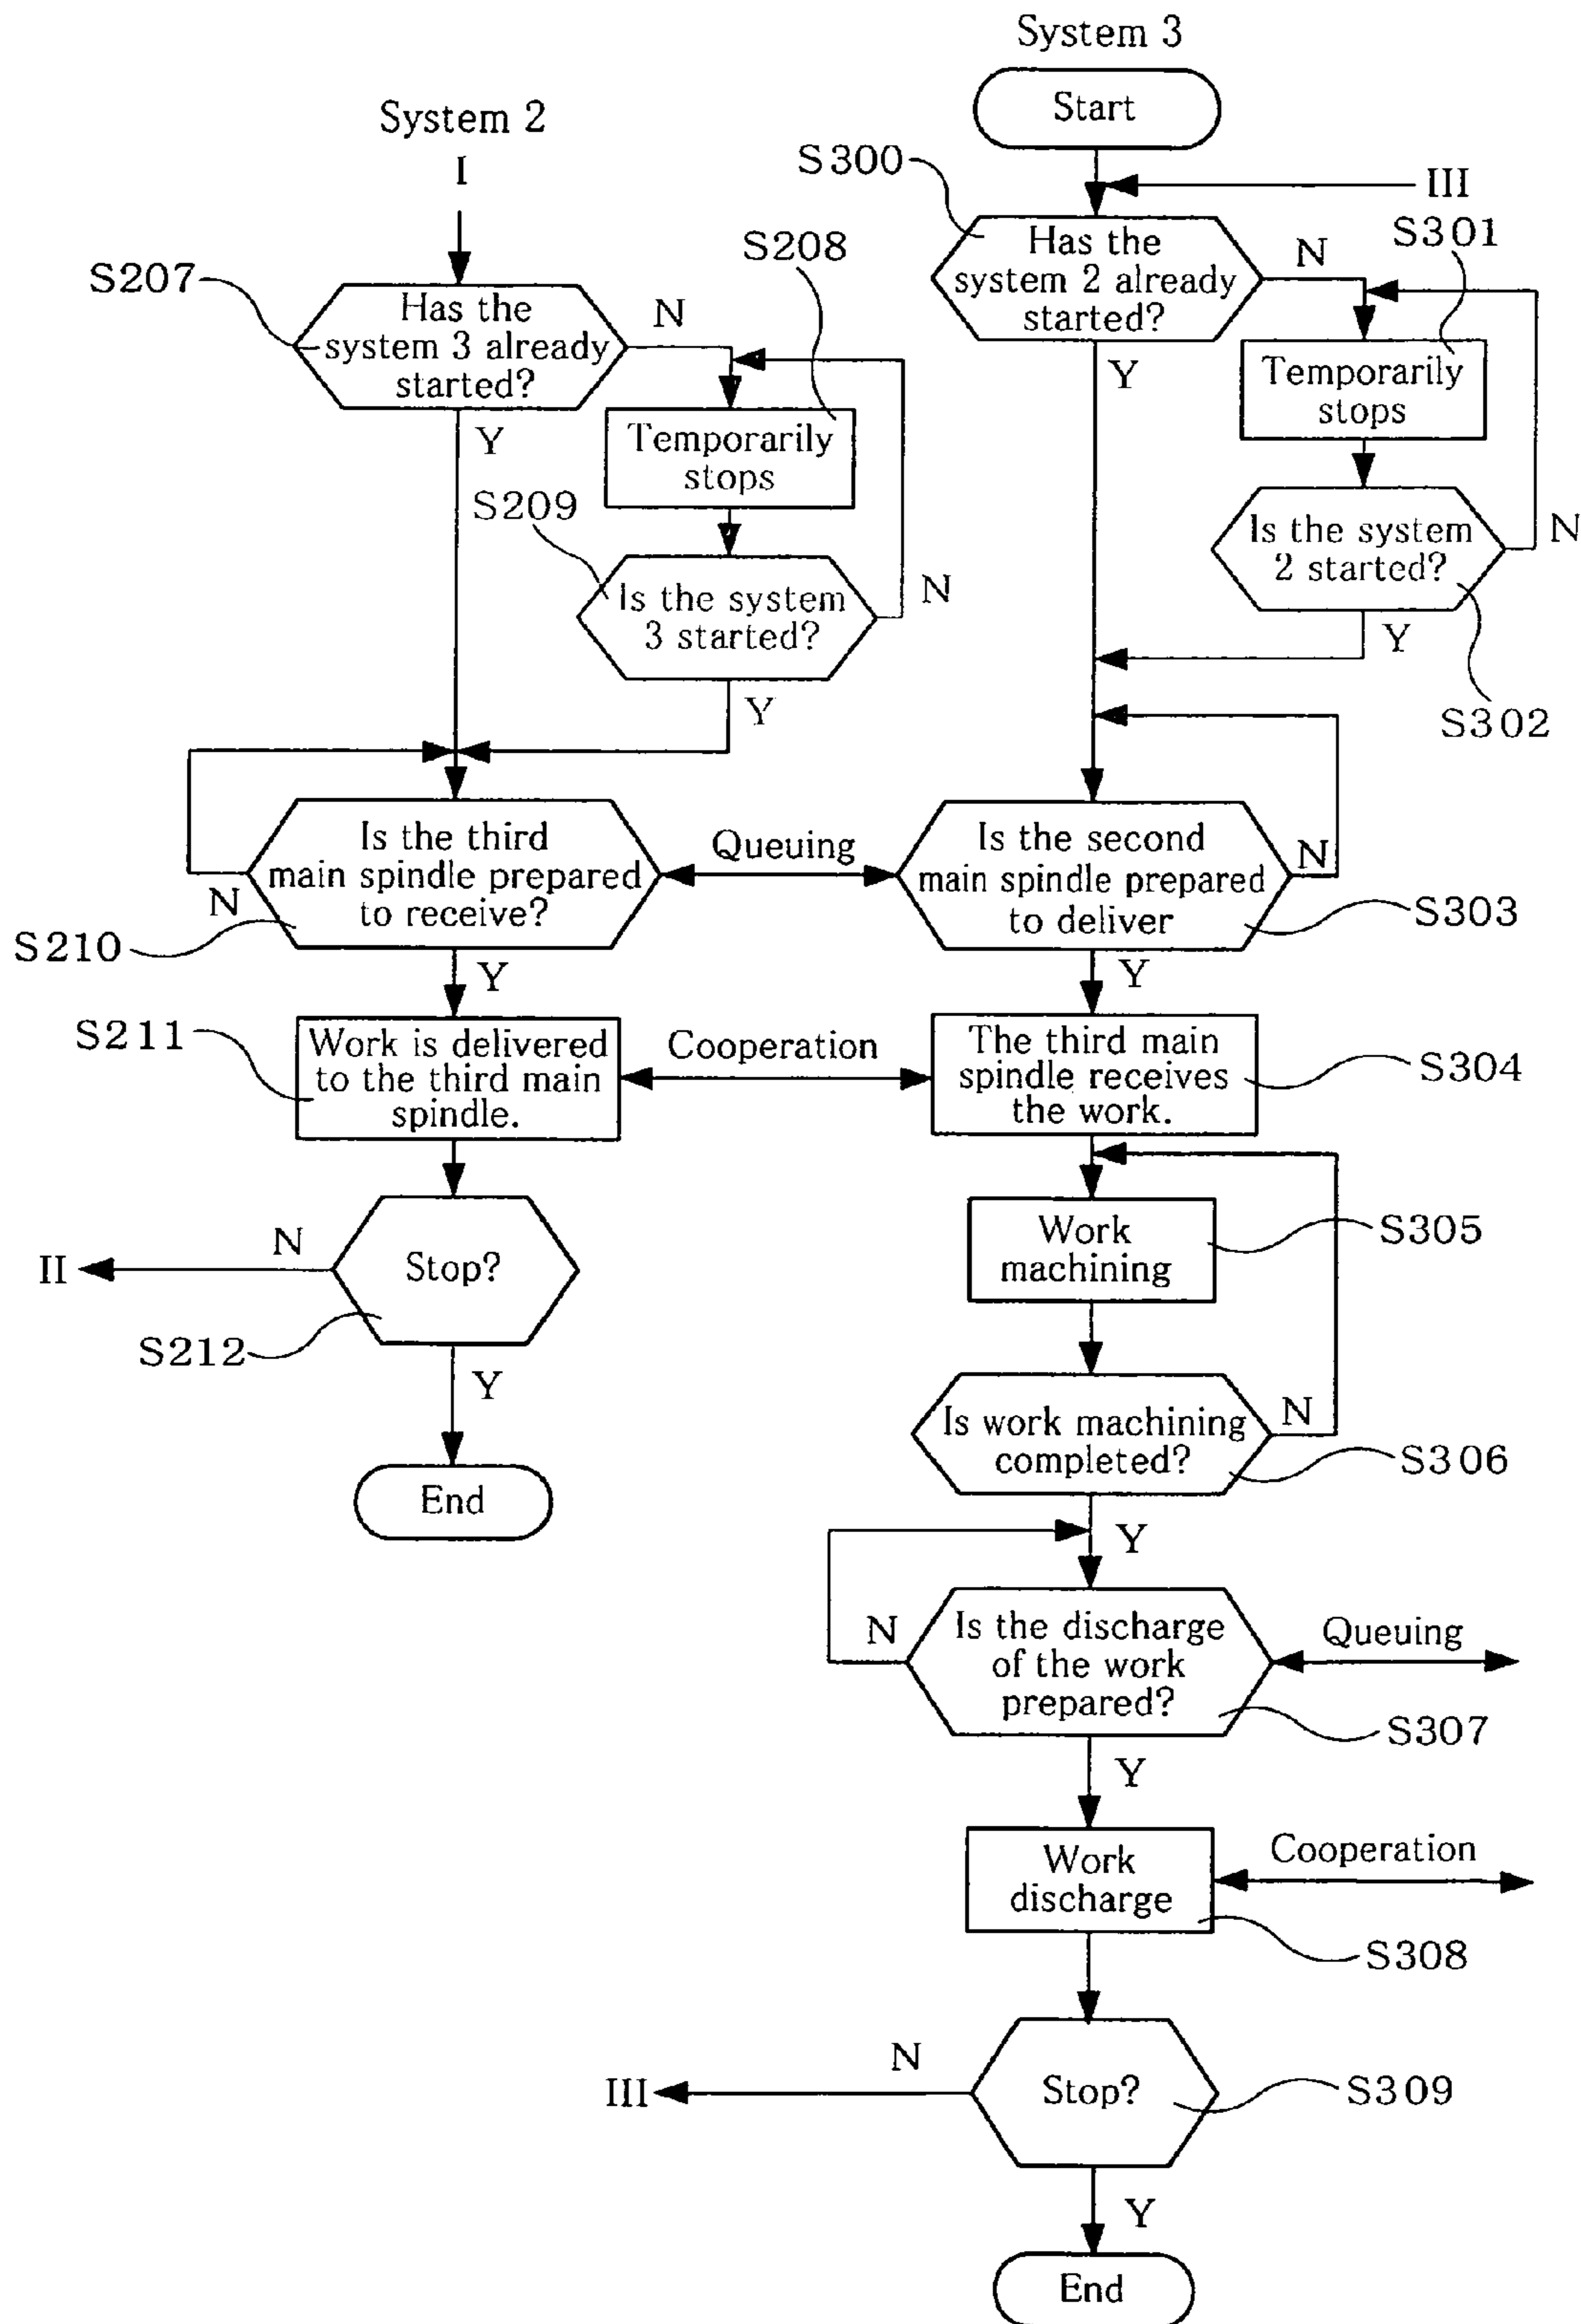 System 3
Start
System 2
I
S300
III
S301
S207
S208
Has the
system 2 already
started?
N
Y
Has the
system 3 already
started?
N
Y
Temporarily
stops
Temporarily
stops
S209
Is the system
2 started?
N
Y
S302
Is the system
3 started?
N
Y
Is the third
main spindle prepared
to receive?
N
Y
S210
Queuing
Is the second
main spindle prepared
to deliver
N
Y
S303
S211
Work is delivered
to the third main
spindle.
Cooperation
The third main
spindle receives
the work.
S304
Work
machining
S305
II
N
Stop?
S212
Y
End
Is work machining
completed?
N
S306
Y
Is the discharge
of the work
prepared?
N
Queuing
S307
Y
Work
discharge
Cooperation
S308
III
N
Stop?
S309
Y
End